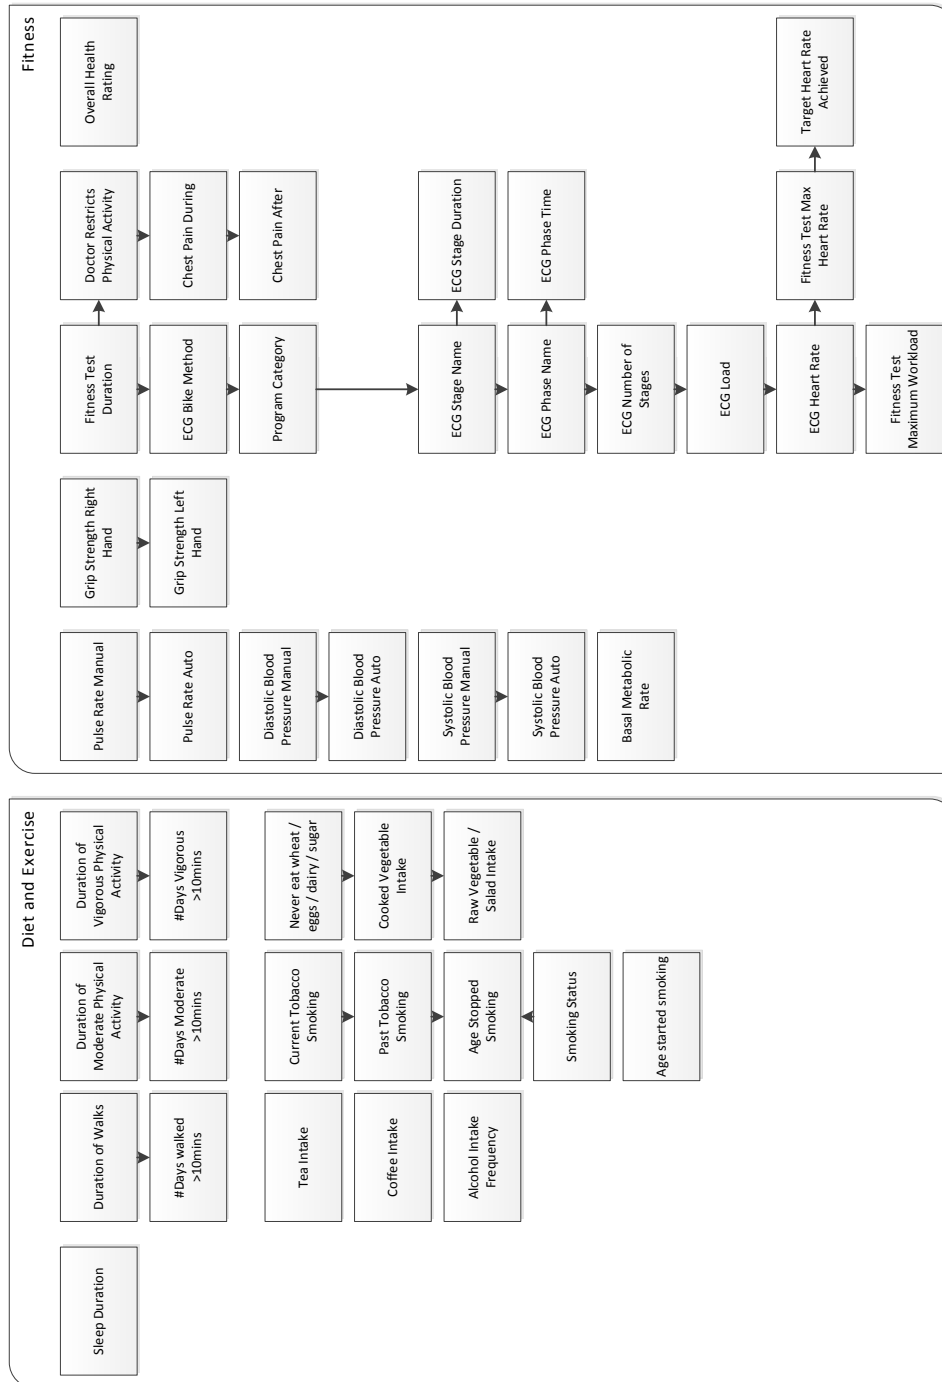 Diet and Exercise
Sleep Duration
Duration of Walks
#Days walked
>10mins
Duration of
Moderate Physical
Activity
#Days Moderate
>10mins
Duration of
Vigorous Physical
Activity
#Days Vigorous
>10mins
Tea Intake
Coffee Intake
Alcohol Intake
Frequency
Current Tobacco
Smoking
Past Tobacco
Smoking
Age Stopped
Smoking
Smoking Status
Age started smoking
Never eat wheat /
eggs / dairy / sugar
Cooked Vegetable
Intake
Raw Vegetable /
Salad Intake
Fitness
Pulse Rate Manual
Pulse Rate Auto
Diastolic Blood
Pressure Manual
Diastolic Blood
Pressure Auto
Systolic Blood
Pressure Manual
Systolic Blood
Pressure Auto
Basal Metabolic
Rate
Grip Strength Right
Hand
Grip Strength Left
Hand
Fitness Test
Duration
ECG Bike Method
Program Category
ECG Stage Name
ECG Phase Name
ECG Number of
Stages
ECG Load
ECG Heart Rate
Fitness Test
Maximum Workload
Doctor Restricts
Physical Activity
Chest Pain During
Chest Pain After
ECG Stage Duration
ECG Phase Time
Fitness Test Max
Heart Rate
Overall Health
Rating
Target Heart Rate
Achieved